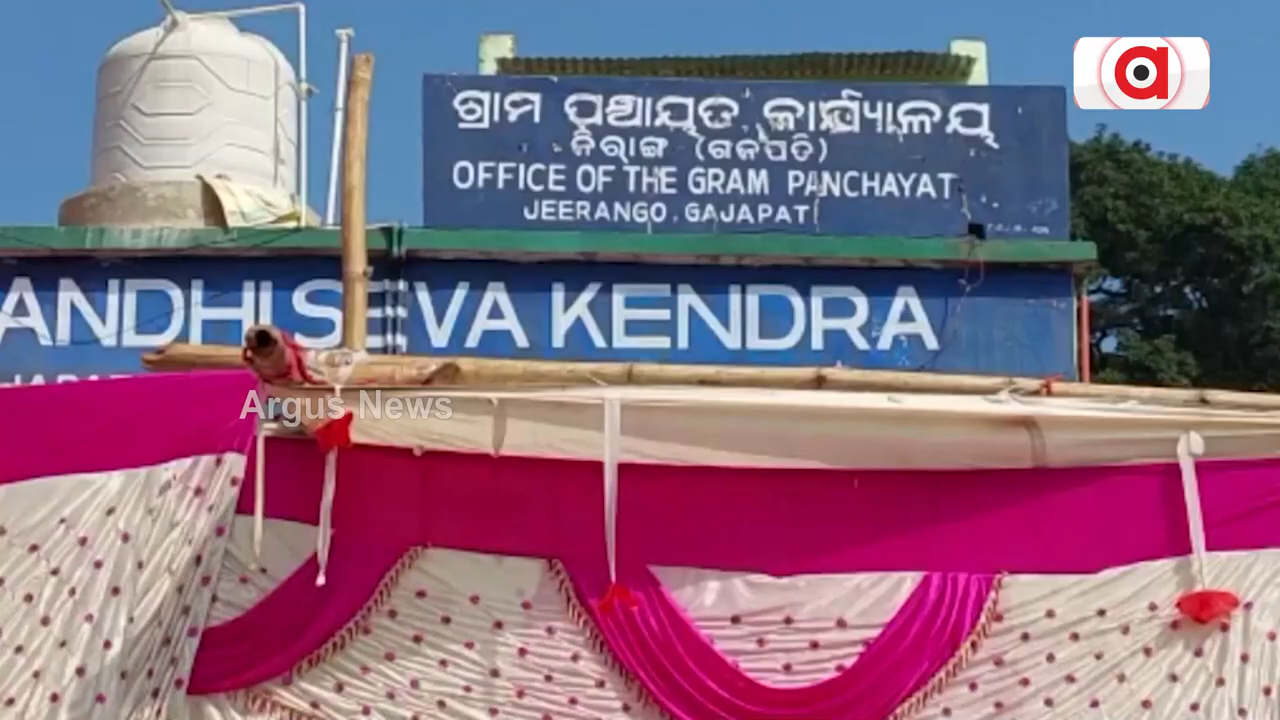 ଗ୍ରାମ ପଞ୍ଚାୟତ କାର୍ଯ୍ୟାଳୟ
ଜିରାଙ୍ଗ (ଗଜପତି)
OFFICE OF THE GRAM PANCHAYAT
JEERANGO, GAJAPATI
ANDHI SEVA KENDRA
Argus News